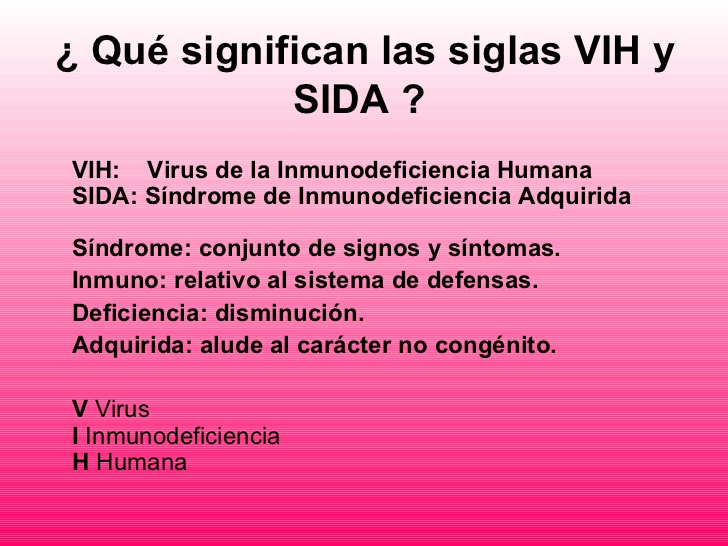 ¿ Qué significan las siglas VIH y
SIDA ?
VIH: Virus de la Inmunodeficiencia Humana
SIDA: Síndrome de Inmunodeficiencia Adquirida
Síndrome: conjunto de signos y síntomas.
Inmuno: relativo al sistema de defensas.
Deficiencia: disminución.
Adquirida: alude al carácter no congénito.
V Virus
I Inmunodeficiencia
H Humana